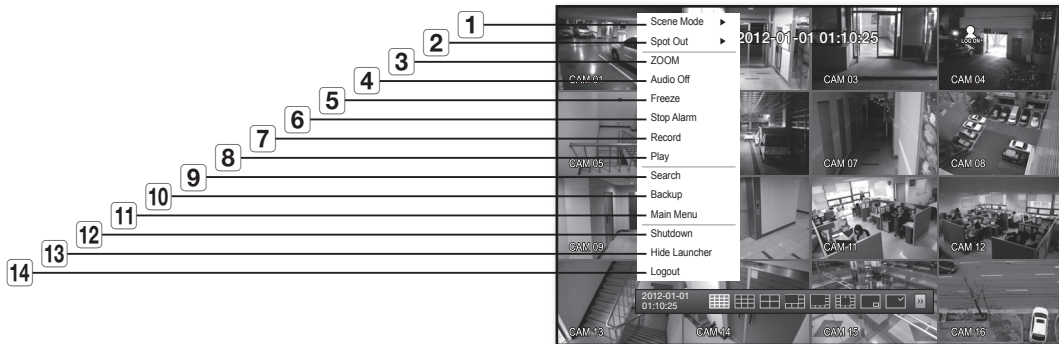 1
2
3
4
5
6
7
8
9
10
11
12
13
14
Scene Mode
Spot Out
ZOOM
Audio Off
Freeze
Stop Alarm
Record
Play
Search
Backup
Main Menu
Shutdown
Hide Launcher
Logout
2012-01-01 01:10:25
LOG ON
CAM 01
CAM 03
CAM 04
CAM 05
CAM 07
CAM 08
CAM 09
CAM 11
CAM 12
CAM 13
CAM 14
CAM 15
CAM 16
2012-01-01
01:10:25